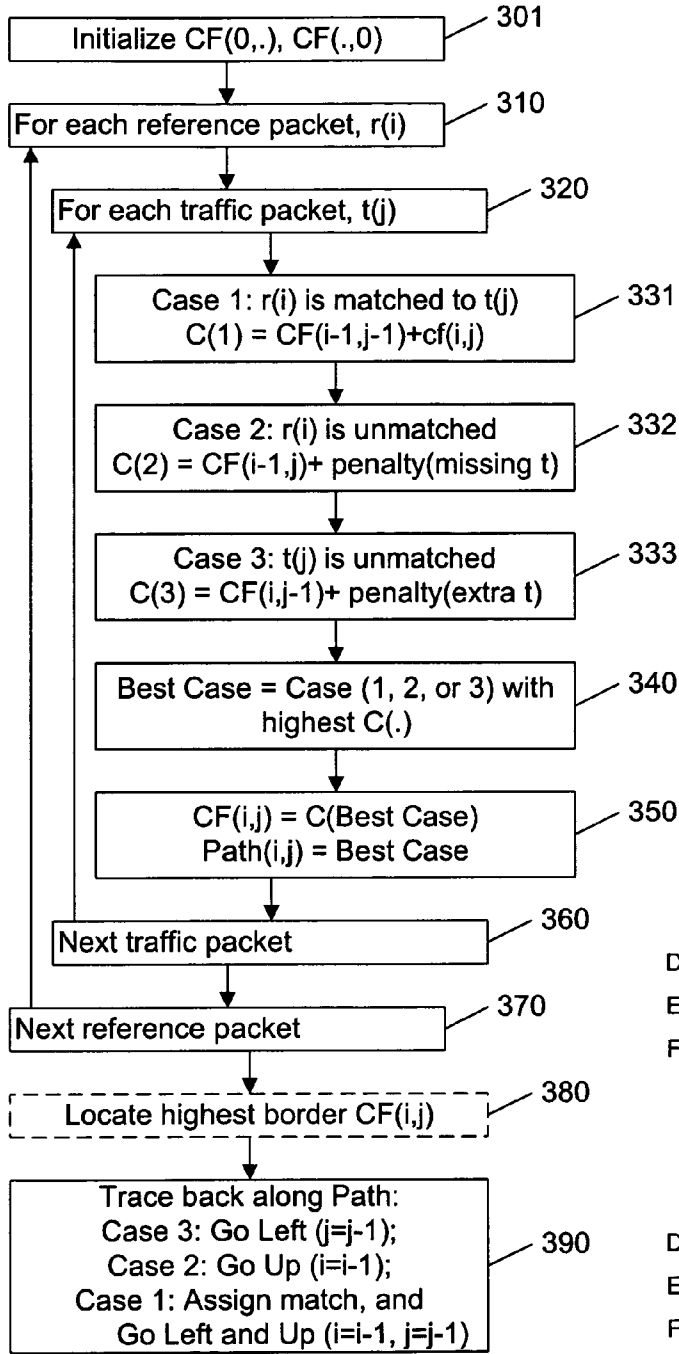 Initialize CF(0,.), CF(.,0)
301
For each reference packet, r(i)
310
For each traffic packet, t(j)
320
Case 1: r(i) is matched to t(j)
C(1) = CF(i-1,j-1)+cf(i,j)
331
Case 2: r(i) is unmatched
C(2) = CF(i-1,j)+ penalty(missing t)
332
Case 3: t(j) is unmatched
C(3) = CF(i,j-1)+ penalty(extra t)
333
Best Case = Case (1, 2, or 3) with
highest C(.)
340
CF(i,j) = C(Best Case)
Path(i,j) = Best Case
350
Next traffic packet
360
Next reference packet
370
Locate highest border CF(i,j)
380
Trace back along Path:
Case 3: Go Left (j=j-1);
Case 2: Go Up (i=i-1);
Case 1: Assign match, and
Go Left and Up (i=i-1, j=j-1)
390
D
E
F
D
E
F